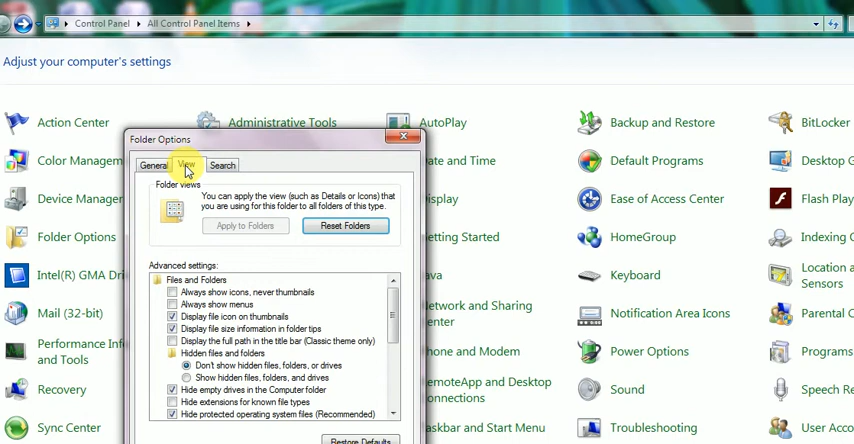 Control Panel ▸ All Control Panel Items ▸
Adjust your computer's settings
Action Center
Administrative Tools
AutoPlay
Backup and Restore
BitLocker
Folder Options
Color Managem
ate and Time
Default Programs
Desktop G
General
View
Search
Folder views
You can apply the view (such as Details or Icons) that
you are using for this folder to all folders of this type.
Apply to Folders
Reset Folders
Device Manager
isplay
Ease of Access Center
Flash Play
Folder Options
etting Started
HomeGroup
Indexing O
Advanced settings:
Files and Folders
Always show icons, never thumbnails
Always show menus
Display file icon on thumbnails
Display file size information in folder tips
Display the full path in the title bar (Classic theme only)
Hidden files and folders
Don't show hidden files, folders, or drives
Show hidden files, folders, and drives
Hide empty drives in the Computer folder
Hide extensions for known file types
Hide protected operating system files (Recommended)
Restore Defaults
Intel(R) GMA Dri
ava
Keyboard
Location a
Sensors
Mail (32-bit)
etwork and Sharing
enter
Notification Area Icons
Parental C
Performance Info
and Tools
hone and Modem
Power Options
Programs
Recovery
emoteApp and Desktop
onnections
Sound
Speech Re
Sync Center
askbar and Start Menu
Troubleshooting
User Acco